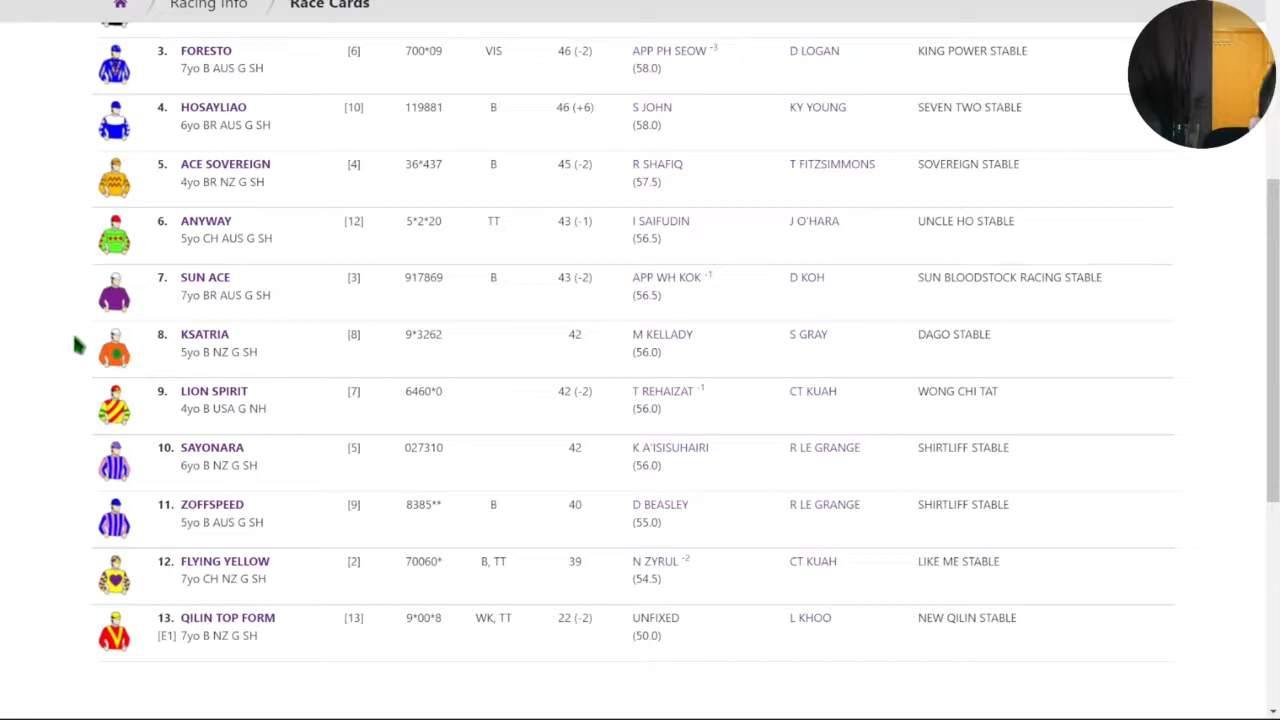 Racing Info / Race Cards
3. FORESTO [6] 700*09 VIS 46 (-2) APP PH SEOW -3 D LOGAN KING POWER STABLE
7yo B AUS G SH (58.0)
4. HOSAYLIAO [10] 119881 B 46 (+6) S JOHN KY YOUNG SEVEN TWO STABLE
6yo BR AUS G SH (58.0)
5. ACE SOVEREIGN [4] 36*437 B 45 (-2) R SHAFIQ T FITZSIMMONS SOVEREIGN STABLE
4yo BR NZ G SH (57.5)
6. ANYWAY [12] 5*2*20 TT 43 (-1) I SAIFUDIN J O'HARA UNCLE HO STABLE
5yo CH AUS G SH (56.5)
7. SUN ACE [3] 917869 B 43 (-2) APP WH KOK -1 D KOH SUN BLOODSTOCK RACING STABLE
7yo BR AUS G SH (56.5)
8. KSATRIA [8] 9*3262 42 M KELLADY S GRAY DAGO STABLE
5yo B NZ G SH (56.0)
9. LION SPIRIT [7] 6460*0 42 (-2) T REHAIZAT -1 CT KUAH WONG CHI TAT
4yo B USA G NH (56.0)
10. SAYONARA [5] 027310 42 K A'ISISUHAIRI R LE GRANGE SHIRTLIFF STABLE
6yo B NZ G SH (56.0)
11. ZOFFSPEED [9] 8385** B 40 D BEASLEY R LE GRANGE SHIRTLIFF STABLE
5yo B AUS G SH (55.0)
12. FLYING YELLOW [2] 70060* B, TT 39 N ZYRUL -2 CT KUAH LIKE ME STABLE
7yo CH NZ G SH (54.5)
13. QILIN TOP FORM [13] 9*00*8 WK, TT 22 (-2) UNFIXED L KHOO NEW QILIN STABLE
[E1] 7yo B NZ G SH (50.0)